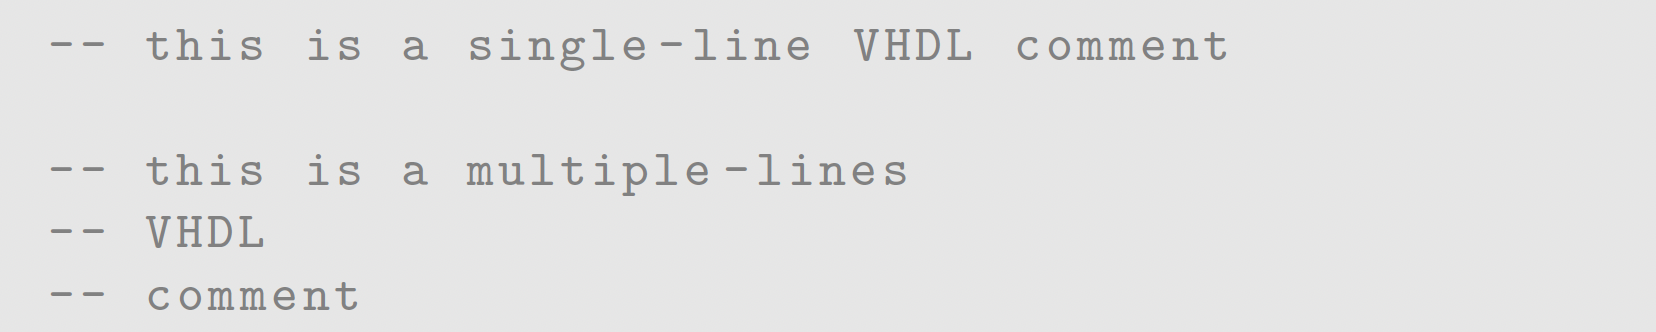 -- this is a single-line VHDL comment
-- this is a multiple-lines
-- VHDL
-- comment